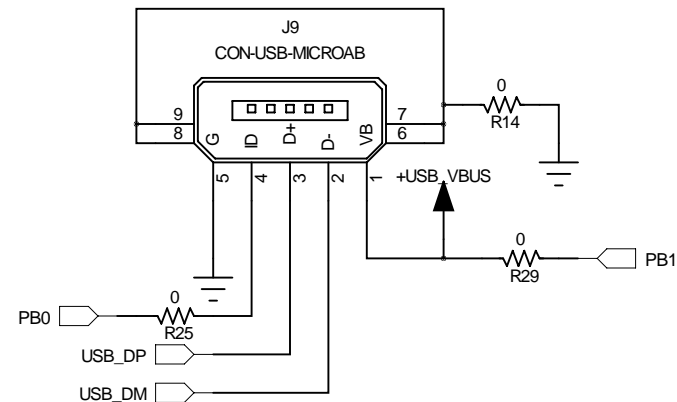 J9
CON-USB-MICROAB
9
8
7
6
G
ID
D+
D-
VB
5
4
3
2
1
0
R14
+USB_VBUS
0
R29
PB1
PB0
0
R25
USB_DP
USB_DM